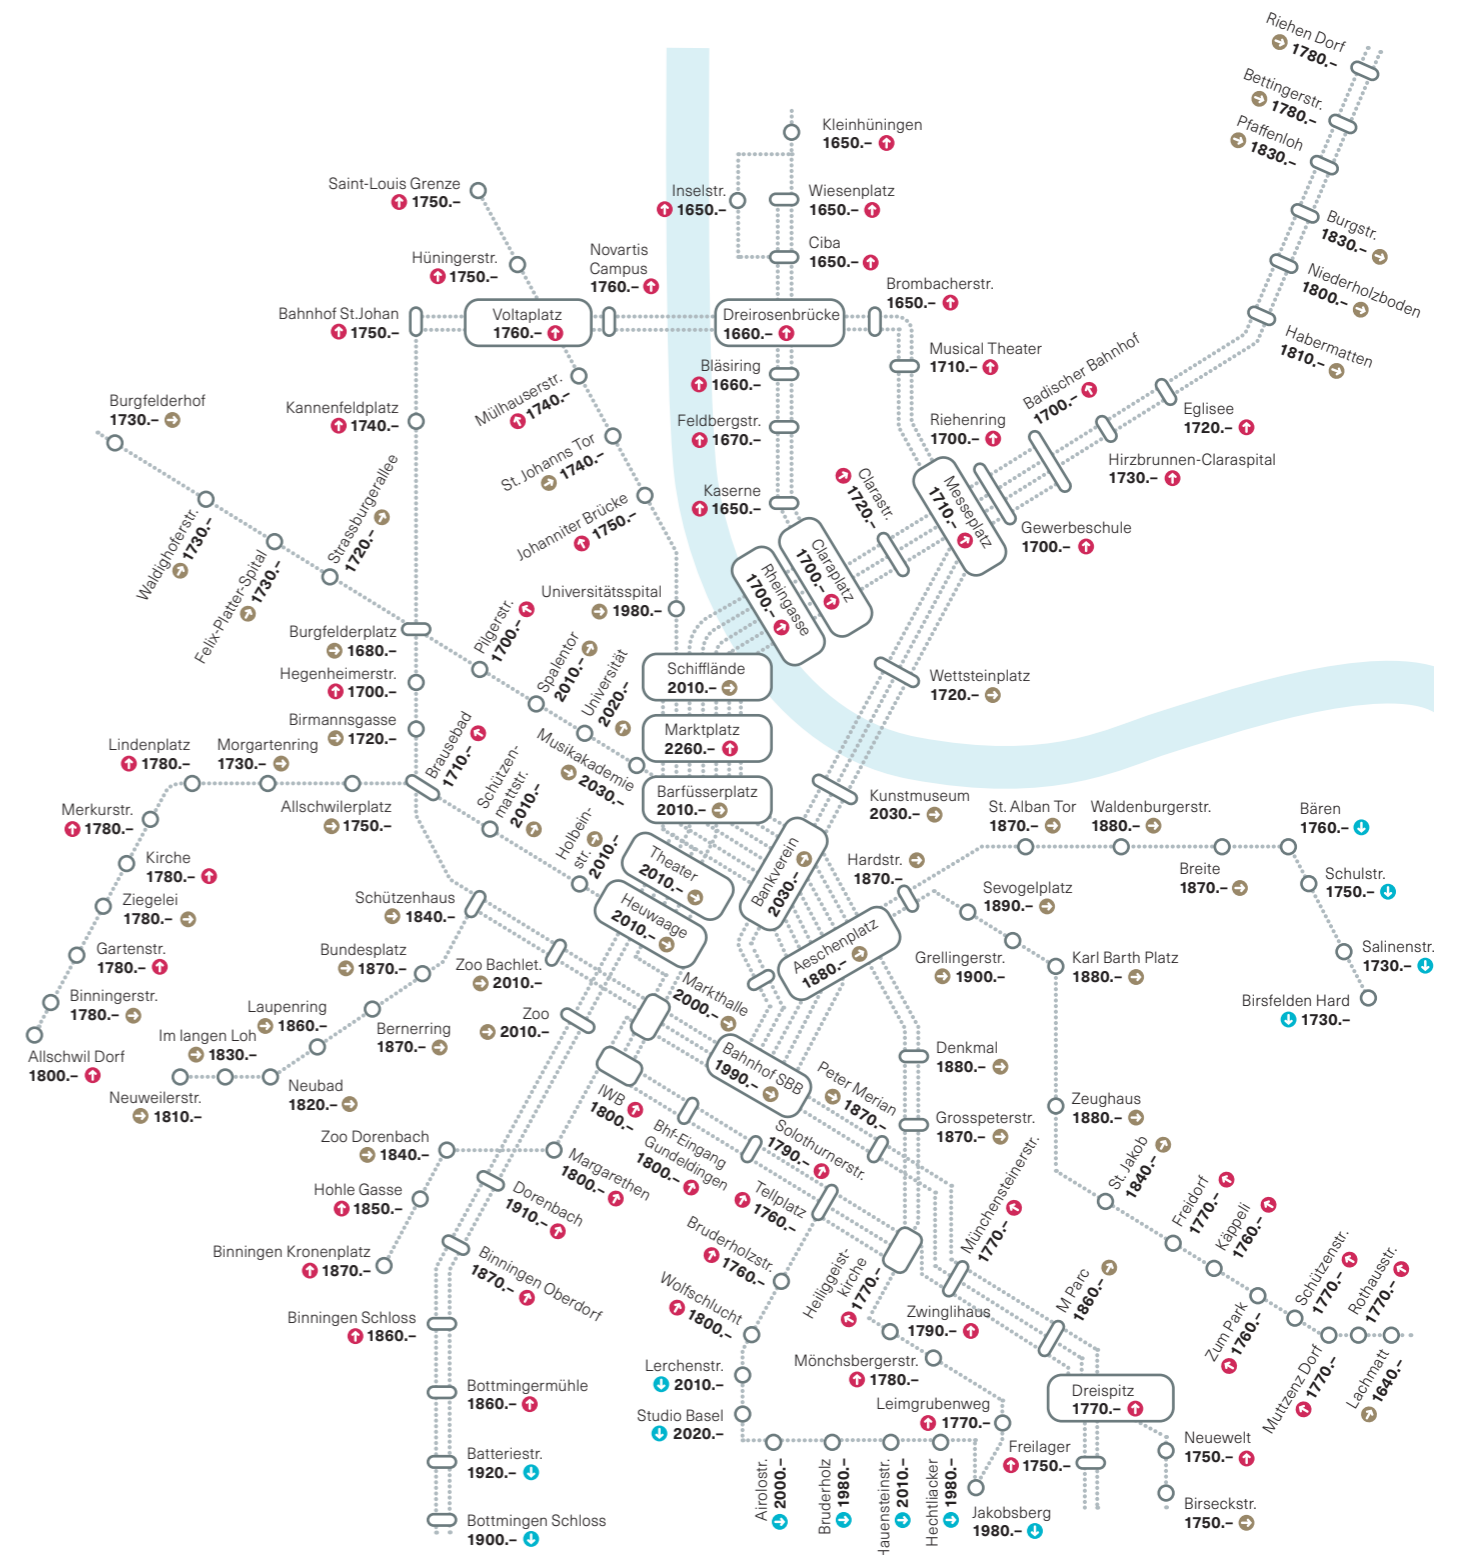 Riehen Dorf
1780.–
Bettingerstr.
1780.–
Pfaffenloh
1830.–
Burgstr.
1830.–
Niederholzboden
1800.–
Habermatten
1810.–
Kleinhüningen
1650.–
Saint-Louis Grenze
1750.–
Inselstr.
1650.–
Wiesenplatz
1650.–
Ciba
1650.–
Hüningerstr.
1750.–
Novartis
Campus
1760.–
Brombacherstr.
1650.–
Bahnhof St.Johan
1750.–
Voltaplatz
1760.–
Dreirosenbrücke
1660.–
Musical Theater
1710.–
Badischer Bahnhof
1700.–
Bläsiring
1660.–
Mülhauserstr.
1740.–
Burgfelderhof
1730.–
Kannenfeldplatz
1740.–
Feldbergstr.
1670.–
Riehenring
1700.–
Eglisee
1720.–
Hirzbrunnen-Claraspital
1730.–
St. Johanns Tor
1740.–
Kaserne
1650.–
Clarastr.
1720.–
Messeplatz
1710.–
Gewerbeschule
1700.–
Strassburgerallee
1720.–
Waldighoferstr.
1730.–
Felix-Platter-Spital
1730.–
Johanniter Brücke
1750.–
Claraplatz
1700.–
Rheingasse
1700.–
Universitätsspital
1980.–
Burgfelderplatz
1680.–
Pilgerstr.
1700.–
Spalentor
2010.–
Universität
2020.–
Schifflände
2010.–
Hegenheimerstr.
1700.–
Wettsteinplatz
1720.–
Birmannsgasse
1720.–
Marktplatz
2260.–
Lindenplatz
1780.–
Morgartenring
1730.–
Brausebad
1710.–
Musikakademie
2030.–
Allschwilerplatz
1750.–
Schützen-
mattstr.
2010.–
Barfüsserplatz
2010.–
Kunstmuseum
2030.–
St. Alban Tor
1870.–
Waldenburgerstr.
1880.–
Bären
1760.–
Merkurstr.
1780.–
Holbein-
str.
2010.–
Theater
2010.–
Bankverein
2030.–
Hardstr.
1870.–
Breite
1870.–
Schulstr.
1750.–
Kirche
1780.–
Ziegelei
1780.–
Schützenhaus
1840.–
Heuwaage
2010.–
Sevogelplatz
1890.–
Gartenstr.
1780.–
Bundesplatz
1870.–
Zoo Bachlet.
2010.–
Aeschenplatz
1880.–
Grellingerstr.
1900.–
Karl Barth Platz
1880.–
Salinenstr.
1730.–
Binningerstr.
1780.–
Markthalle
2000.–
Birsfelden Hard
1730.–
Laupenring
1860.–
Bernerring
1870.–
Zoo
2010.–
Im langen Loh
1830.–
Allschwil Dorf
1800.–
Neuweilerstr.
1810.–
Neubad
1820.–
Bahnhof SBB
1990.–
Denkmal
1880.–
IWB
1800.–
Peter Merian
1870.–
Grosspeterstr.
1870.–
Zeughaus
1880.–
Zoo Dorenbach
1840.–
Bhf-Eingang
Gundeldingen
1800.–
Solothurnerstr.
1790.–
St. Jakob
1840.–
Margarethen
1800.–
Hohle Gasse
1850.–
Dorenbach
1910.–
Tellplatz
1760.–
Münchensteinerstr.
1770.–
Freidorf
1770.–
Käppeli
1760.–
Binningen Kronenplatz
1870.–
Binningen Oberdorf
1870.–
Bruderholzstr.
1760.–
Heiliggeist-
kirche
1770.–
M Parc
1860.–
Schützenstr.
1770.–
Rothausstr.
1770.–
Binningen Schloss
1860.–
Wolfschlucht
1800.–
Zwinglihaus
1790.–
Zum Park
1760.–
Lerchenstr.
2010.–
Mönchsbergerstr.
1780.–
Muttzenz Dorf
1770.–
Lachmatt
1640.–
Bottmingermühle
1860.–
Studio Basel
2020.–
Leimgrubenweg
1770.–
Dreispitz
1770.–
Batteriestr.
1920.–
Freilager
1750.–
Neuewelt
1750.–
Airolostr.
2000.–
Bruderholz
1980.–
Hauensteinstr.
2010.–
Hechtliacker
1980.–
Jakobsberg
1980.–
Birseckstr.
1750.–
Bottmingen Schloss
1900.–